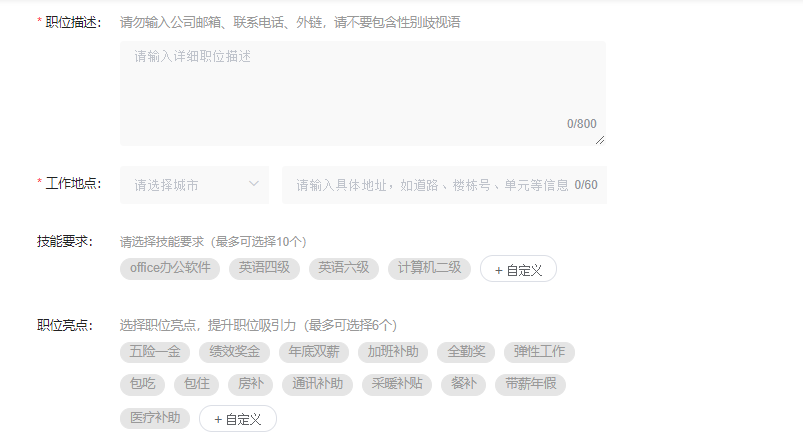 * 职位描述： 请勿输入公司邮箱、联系电话、外链，请不要包含性别歧视语
请输入详细职位描述
0/800
* 工作地点： 请选择城市 请输入具体地址，如道路、楼栋号、单元等信息 0/60
技能要求： 请选择技能要求（最多可选择10个）
office办公软件 英语四级 英语六级 计算机二级 + 自定义
职位亮点： 选择职位亮点，提升职位吸引力（最多可选择6个）
五险一金 绩效奖金 年底双薪 加班补助 全勤奖 弹性工作
包吃 包住 房补 通讯补助 采暖补贴 餐补 带薪年假
医疗补助 + 自定义